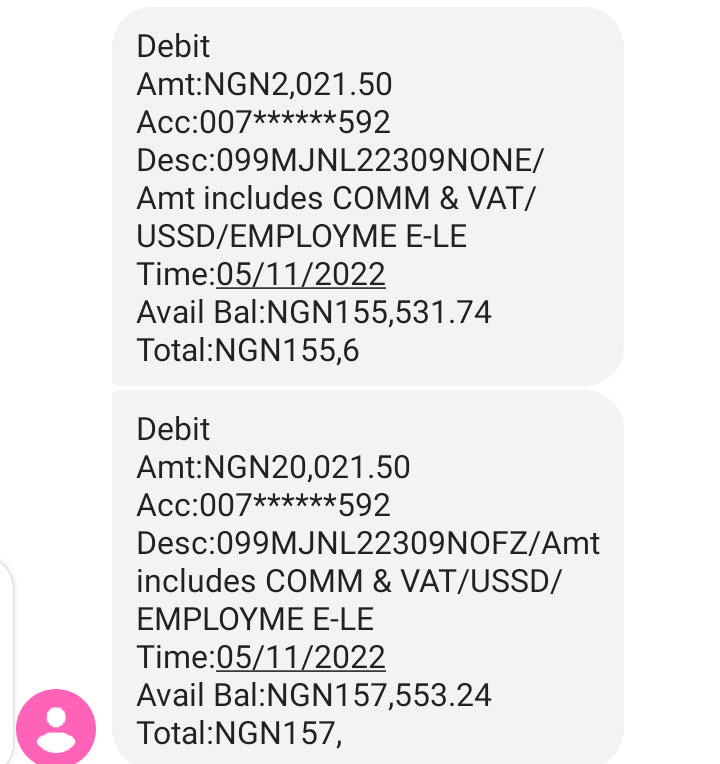 Debit
Amt:NGN2,021.50
Acc:007******592
Desc:099MJNL22309NONE/
Amt includes COMM & VAT/
USSD/EMPLOYME E-LE
Time:05/11/2022
Avail Bal:NGN155,531.74
Total:NGN155,6
Debit
Amt:NGN20,021.50
Acc:007******592
Desc:099MJNL22309NOFZ/Amt
includes COMM & VAT/USSD/
EMPLOYME E-LE
Time:05/11/2022
Avail Bal:NGN157,553.24
Total:NGN157,